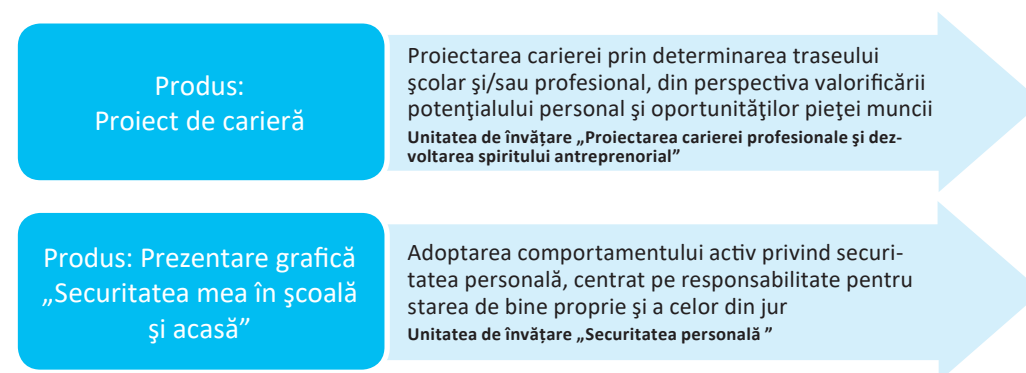 Produs:
Proiect de carieră
Proiectarea carierei prin determinarea traseului
şcolar şi/sau profesional, din perspectiva valorificării
potenţialului personal şi oportunităţilor pieţei muncii
Unitatea de învățare „Proiectarea carierei profesionale şi dez-
voltarea spiritului antreprenorial”
Produs: Prezentare grafică
„Securitatea mea în şcoală
şi acasă”
Adoptarea comportamentului activ privind securi-
tatea personală, centrat pe responsabilitate pentru
starea de bine proprie şi a celor din jur
Unitatea de învățare „Securitatea personală ”